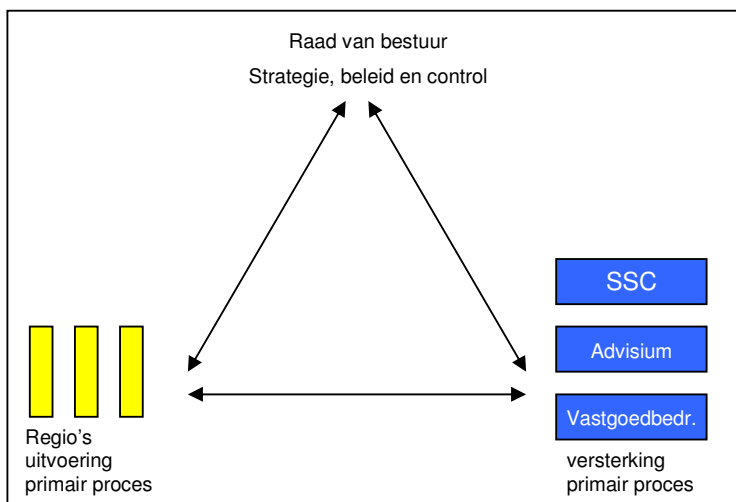 Raad van bestuur
Strategie, beleid en control
SSC
Advisium
Vastgoedbedr.
Regio's
uitvoering
primair proces
versterking
primair proces